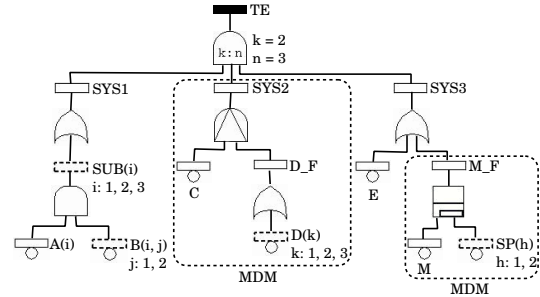 TE
k = 2
k:n
n = 3
SYS1
SYS2
SYS3
SUB(i)
i: 1, 2, 3
C
D_F
E
M_F
A(i)
B(i, j)
j: 1, 2
D(k)
k: 1, 2, 3
MDM
M
SP(h)
h: 1, 2
MDM